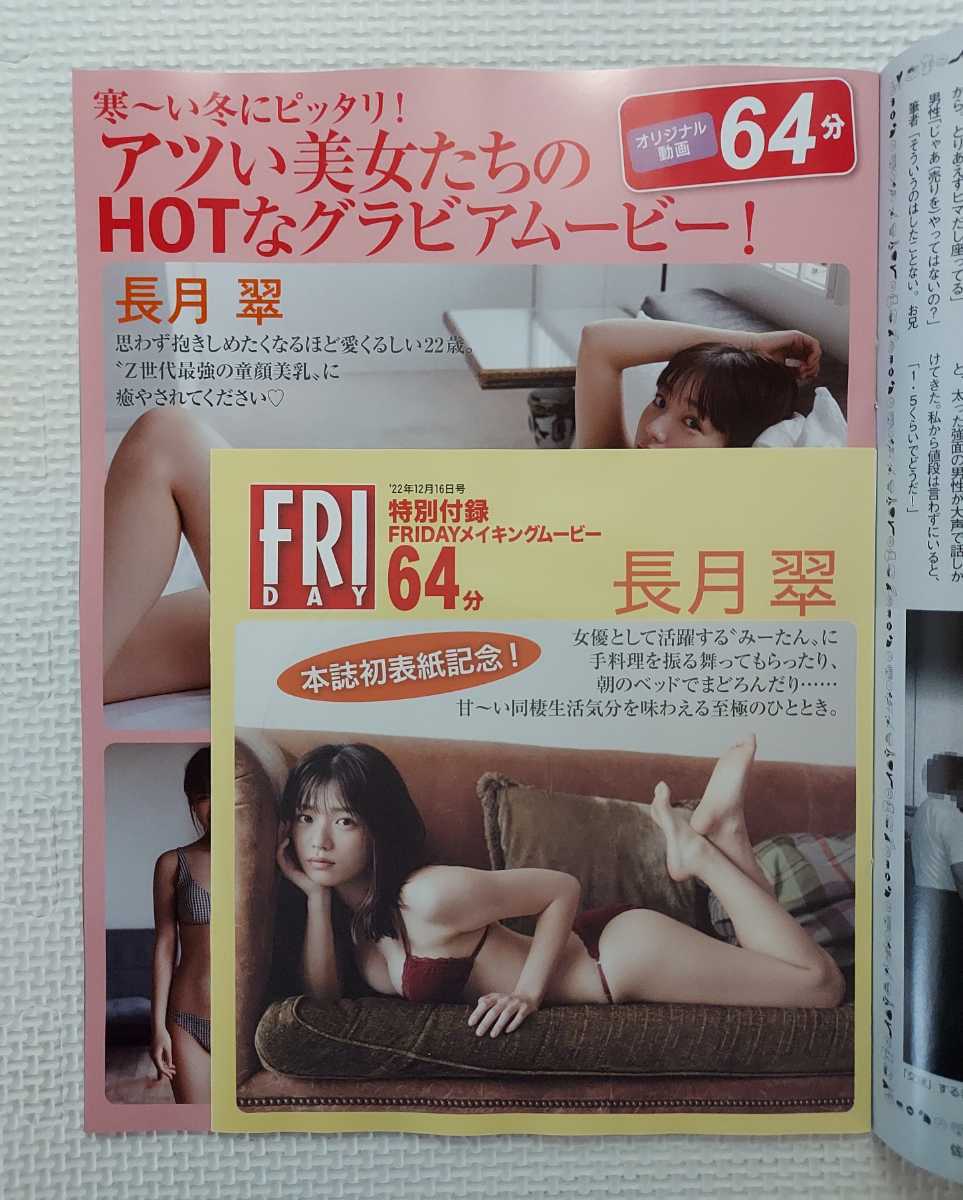 寒〜い冬にピッタリ!
アツい美女たちの
HOTなグラビアムービー!
オリジナル
動画
64分
長月 翠
思わず抱きしめたくなるほど愛くるしい22歳。
〝Z世代最強の童顔美乳〟に
癒やされてください♡
FRI
DAY
'22年12月16日号
特別付録
FRIDAYメイキングムービー
64分
長月 翠
本誌初表紙記念!
女優として活躍する〝みーたん〟に
手料理を振る舞ってもらったり、
朝のベッドでまどろんだり……
甘〜い同棲生活気分を味わえる至極のひととき。
から。とりあえずヒマだし座ってる」
男性「じゃあ(売りを)やってはないの?」
筆者「そういうのはしたことない。お兄
と、太った強面の男性が大声で話しか
けてきた。私から値段は言わずにいると、
「1・5くらいでどうだ!」